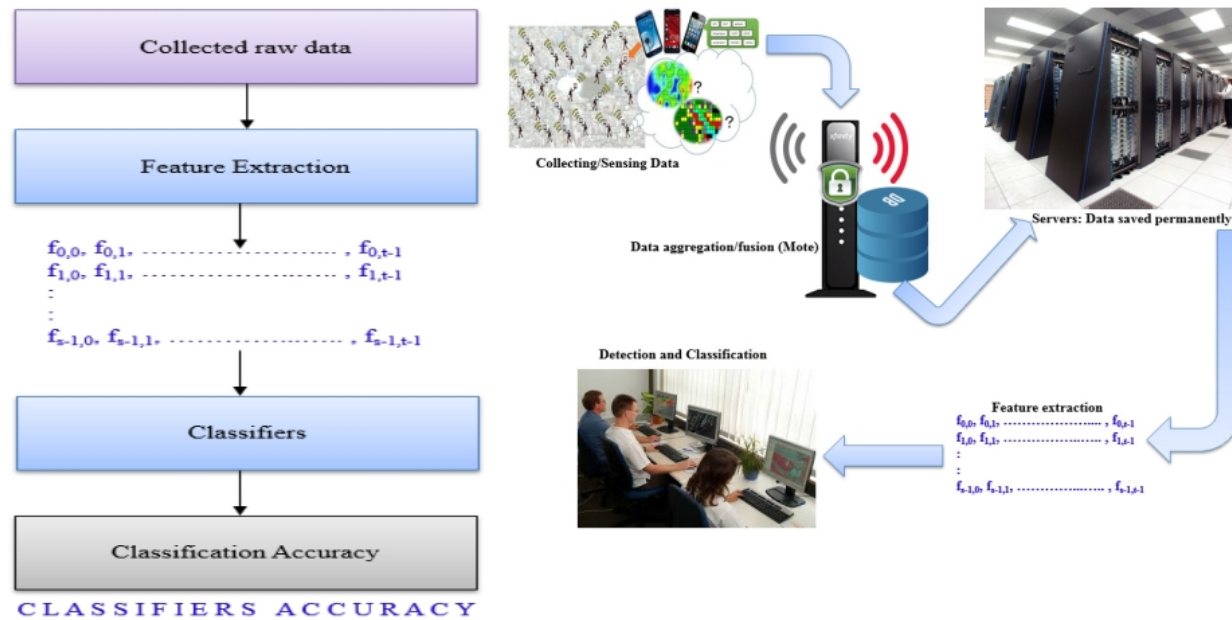 Collected raw data
Feature Extraction
f0,0, f0,1, ................................ , f0,t-1
f1,0, f1,1, ................................ , f1,t-1
:
:
fs-1,0, fs-1,1, ............................ , fs-1,t-1
Classifiers
Classification Accuracy
CLASSIFIERS ACCURACY
?
?
Collecting/Sensing Data
xfinity
Data aggregation/fusion (Mote)
Servers: Data saved permanently
Feature extraction
f0,0, f0,1, ........................ , f0,t-1
f1,0, f1,1, ........................ , f1,t-1
:
:
fs-1,0, fs-1,1, .................... , fs-1,t-1
Detection and Classification